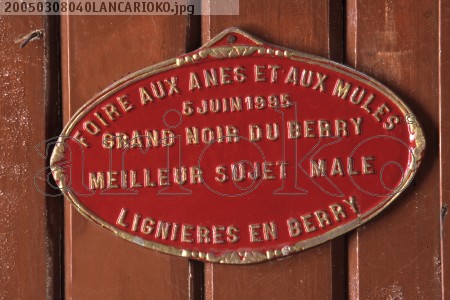 20050308040LANCARIOKO.jpg
FOIRE AUX ANES ET AUX MULES
5 JUIN 1995
GRAND NOIR DU BERRY
arioko
MEILLEUR SUJET MALE
LIGNIERES EN BERRY